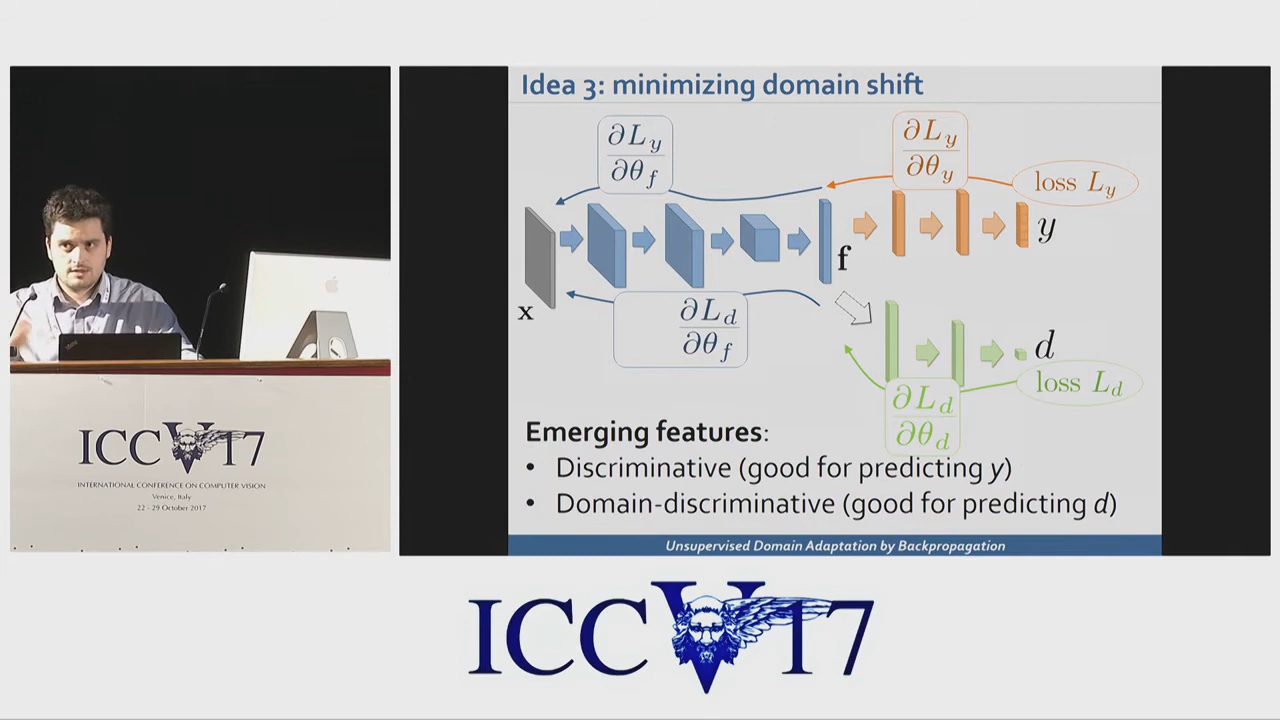 Idea 3: minimizing domain shift
∂L_y
∂θ_f
∂L_y
∂θ_y
loss L_y
y
f
x
∂L_d
∂θ_f
d
loss L_d
∂L_d
∂θ_d
Emerging features:
• Discriminative (good for predicting y)
• Domain-discriminative (good for predicting d)
Unsupervised Domain Adaptation by Backpropagation
ICCV17
INTERNATIONAL CONFERENCE ON COMPUTER VISION
Venice, Italy
22 - 29 October 2017
ICCV17